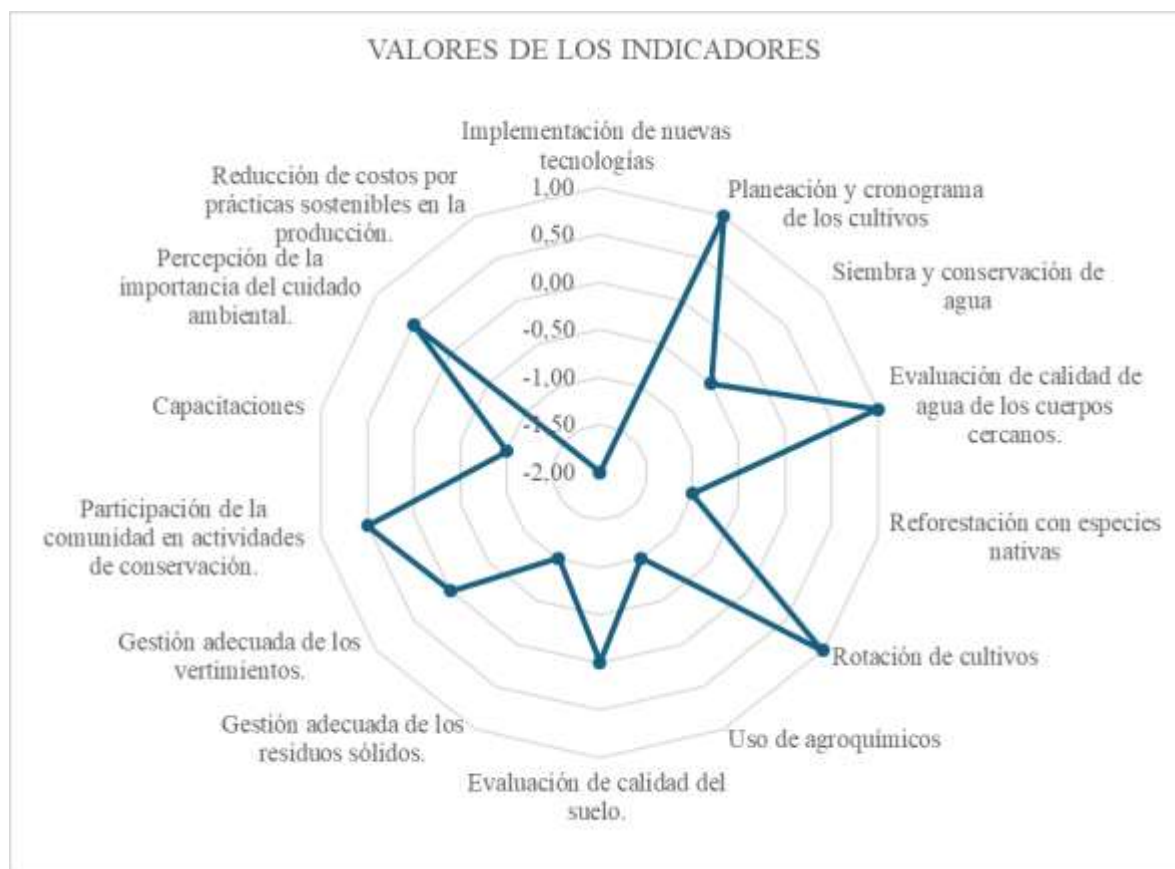 VALORES DE LOS INDICADORES
Implementación de nuevas
tecnologías
Planeación y cronograma
de los cultivos
Siembra y conservación de
agua
Evaluación de calidad de
agua de los cuerpos
cercanos.
Reforestación con especies
nativas
Rotación de cultivos
Uso de agroquímicos
Evaluación de calidad del
suelo.
Gestión adecuada de los
residuos sólidos.
Gestión adecuada de los
vertimientos.
Participación de la
comunidad en actividades
de conservación.
Capacitaciones
Percepción de la
importancia del cuidado
ambiental.
Reducción de costos por
prácticas sostenibles en la
producción.
1,00
0,50
0,00
-0,50
-1,00
-1,50
-2,00